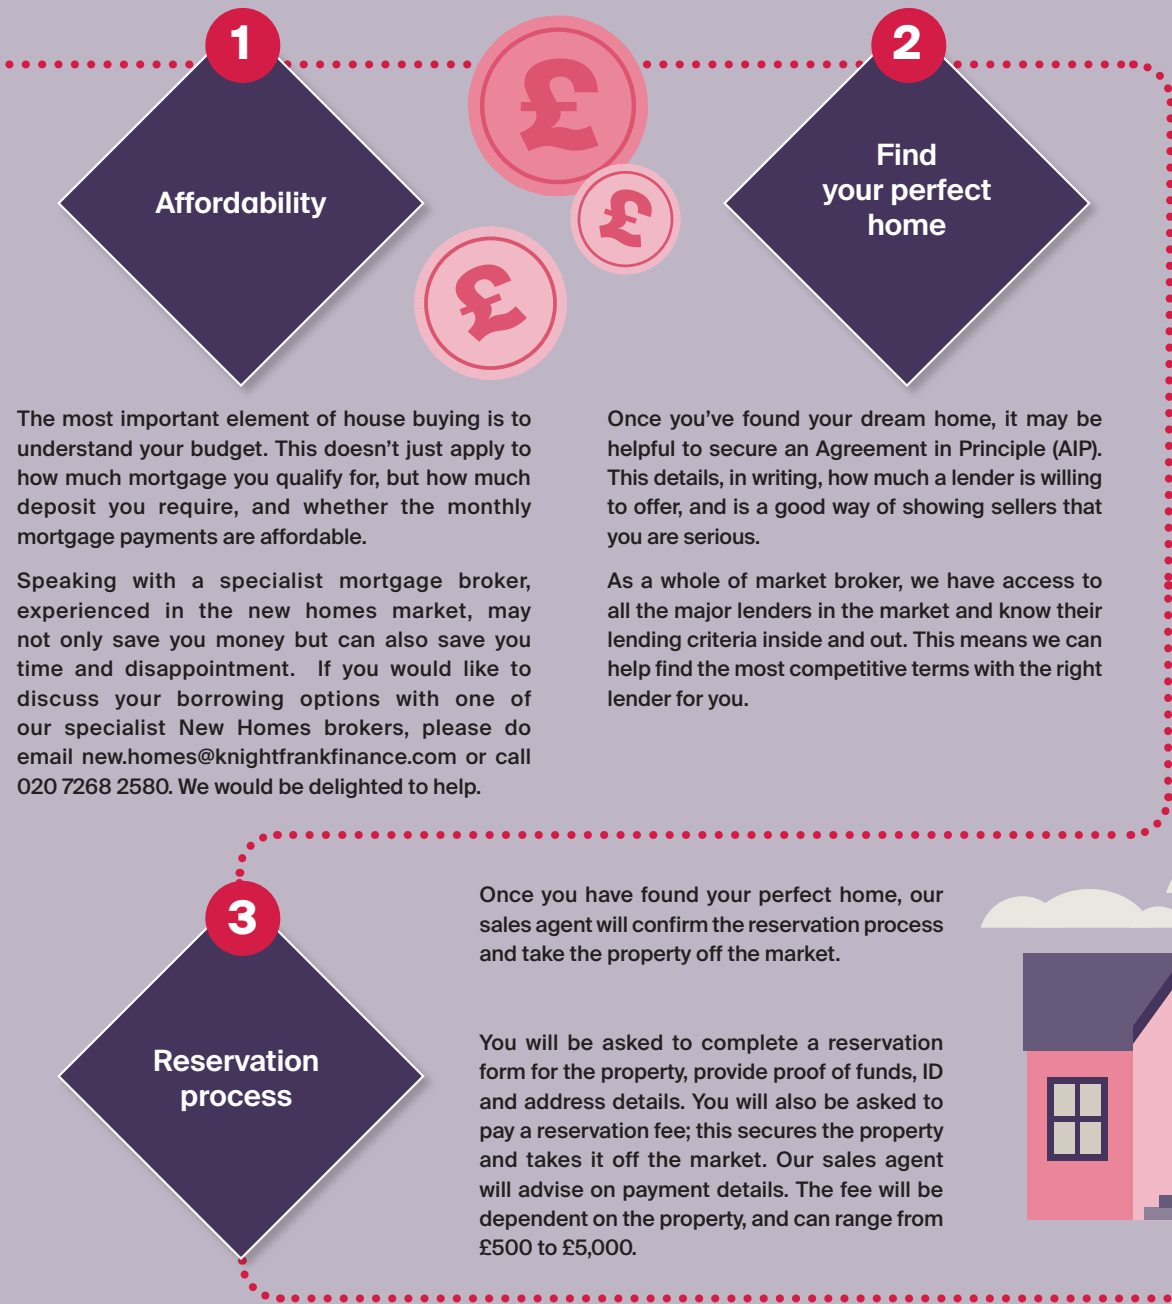 1
Affordability
£
£
£
The most important element of house buying is to
understand your budget. This doesn’t just apply to
how much mortgage you qualify for, but how much
deposit you require, and whether the monthly
mortgage payments are affordable.
Speaking with a specialist mortgage broker,
experienced in the new homes market, may
not only save you money but can also save you
time and disappointment. If you would like to
discuss your borrowing options with one of
our specialist New Homes brokers, please do
email new.homes@knightfrankfinance.com or call
020 7268 2580. We would be delighted to help.
2
Find
your perfect
home
Once you’ve found your dream home, it may be
helpful to secure an Agreement in Principle (AIP).
This details, in writing, how much a lender is willing
to offer, and is a good way of showing sellers that
you are serious.
As a whole of market broker, we have access to
all the major lenders in the market and know their
lending criteria inside and out. This means we can
help find the most competitive terms with the right
lender for you.
3
Reservation
process
Once you have found your perfect home, our
sales agent will confirm the reservation process
and take the property off the market.
You will be asked to complete a reservation
form for the property, provide proof of funds, ID
and address details. You will also be asked to
pay a reservation fee; this secures the property
and takes it off the market. Our sales agent
will advise on payment details. The fee will be
dependent on the property, and can range from
£500 to £5,000.